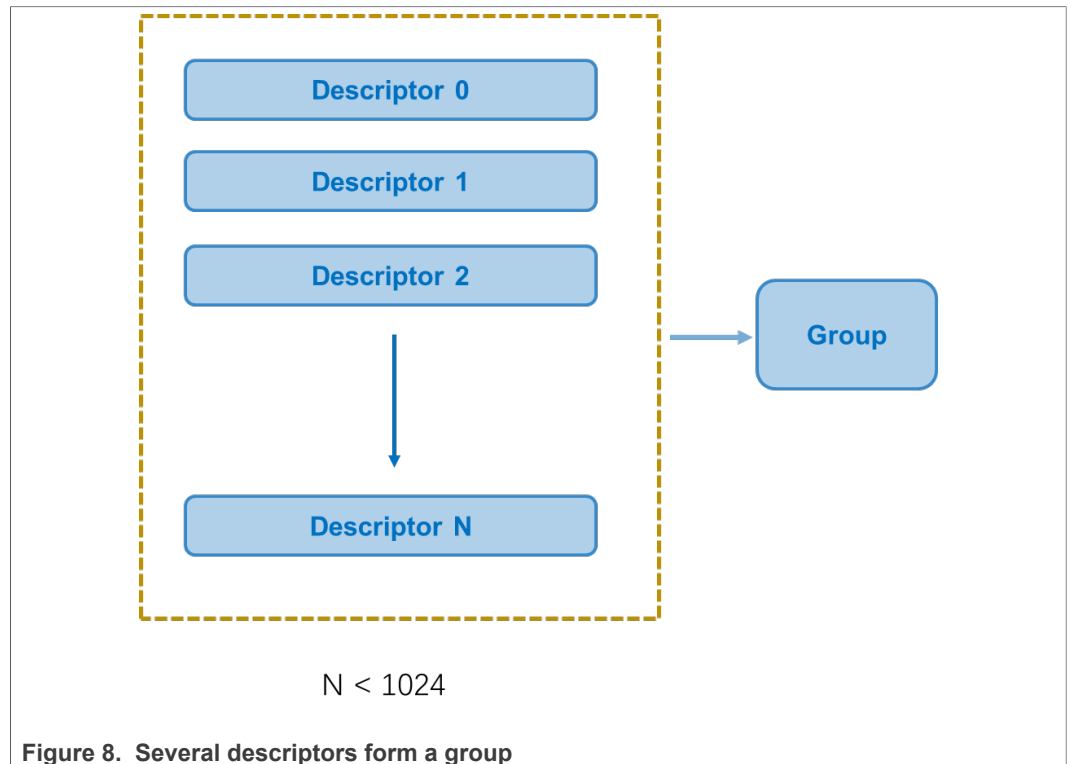 Descriptor 0
Descriptor 1
Descriptor 2
Group
Descriptor N
N < 1024
Figure 8. Several descriptors form a group